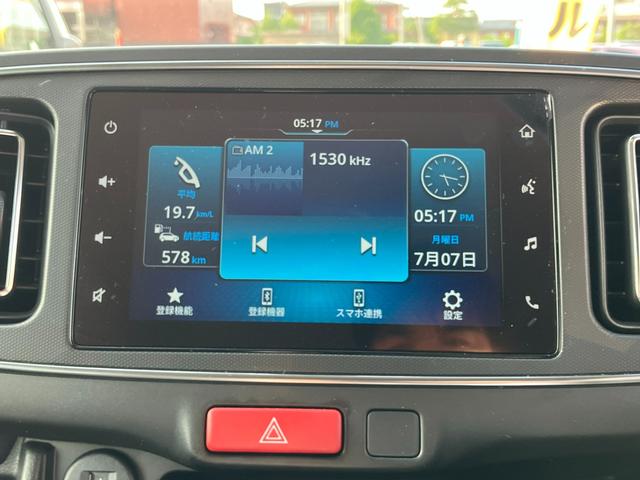 ル
05:17 PM
AM 2
1530 kHz
平均
19.7 km/L
航続距離
578 km
05:17 PM
月曜日
7月07日
登録機能
登録機器
スマホ連携
設定